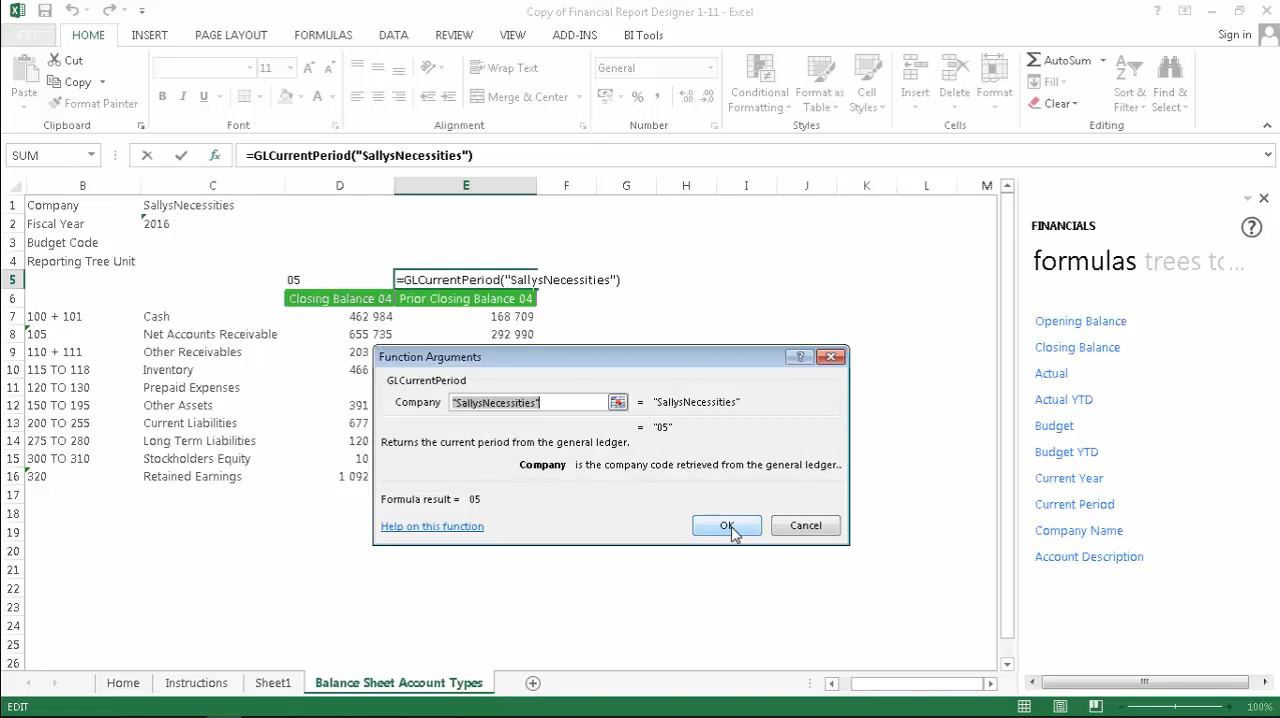 Copy of Financial Report Designer 1-11 - Excel
HOME INSERT PAGE LAYOUT FORMULAS DATA REVIEW VIEW ADD-INS BI Tools Sign in
Cut
Copy
Format Painter
Paste
Clipboard
11
Font
Wrap Text
Merge & Center
Alignment
General
Number
Conditional Formatting
Format as Table
Cell Styles
Styles
Insert Delete Format
Cells
AutoSum
Fill
Clear
Sort & Filter
Find & Select
Editing
SUM =GLCurrentPeriod("SallysNecessities")
B C D E F G H I J K L M
1 Company SallysNecessities
2 Fiscal Year 2016
3 Budget Code
4 Reporting Tree Unit
5 05 =GLCurrentPeriod("SallysNecessities")
6 Closing Balance 04 Prior Closing Balance 04
7 100 + 101 Cash 462 984 168 709
8 105 Net Accounts Receivable 655 735 292 990
9 110 + 111 Other Receivables 203
10 115 TO 118 Inventory 466
11 120 TO 130 Prepaid Expenses
12 150 TO 195 Other Assets 391
13 200 TO 255 Current Liabilities 677
14 275 TO 280 Long Term Liabilities 120
15 300 TO 310 Stockholders Equity 10
16 320 Retained Earnings 1 092
17
18
19
20
21
22
23
24
25
26
Function Arguments
GLCurrentPeriod
Company "SallysNecessities" = "SallysNecessities"
= "05"
Returns the current period from the general ledger.
Company is the company code retrieved from the general ledger..
Formula result = 05
Help on this function
OK Cancel
FINANCIALS
formulas trees to...
Opening Balance
Closing Balance
Actual
Actual YTD
Budget
Budget YTD
Current Year
Current Period
Company Name
Account Description
Home Instructions Sheet1 Balance Sheet Account Types
EDIT 100%